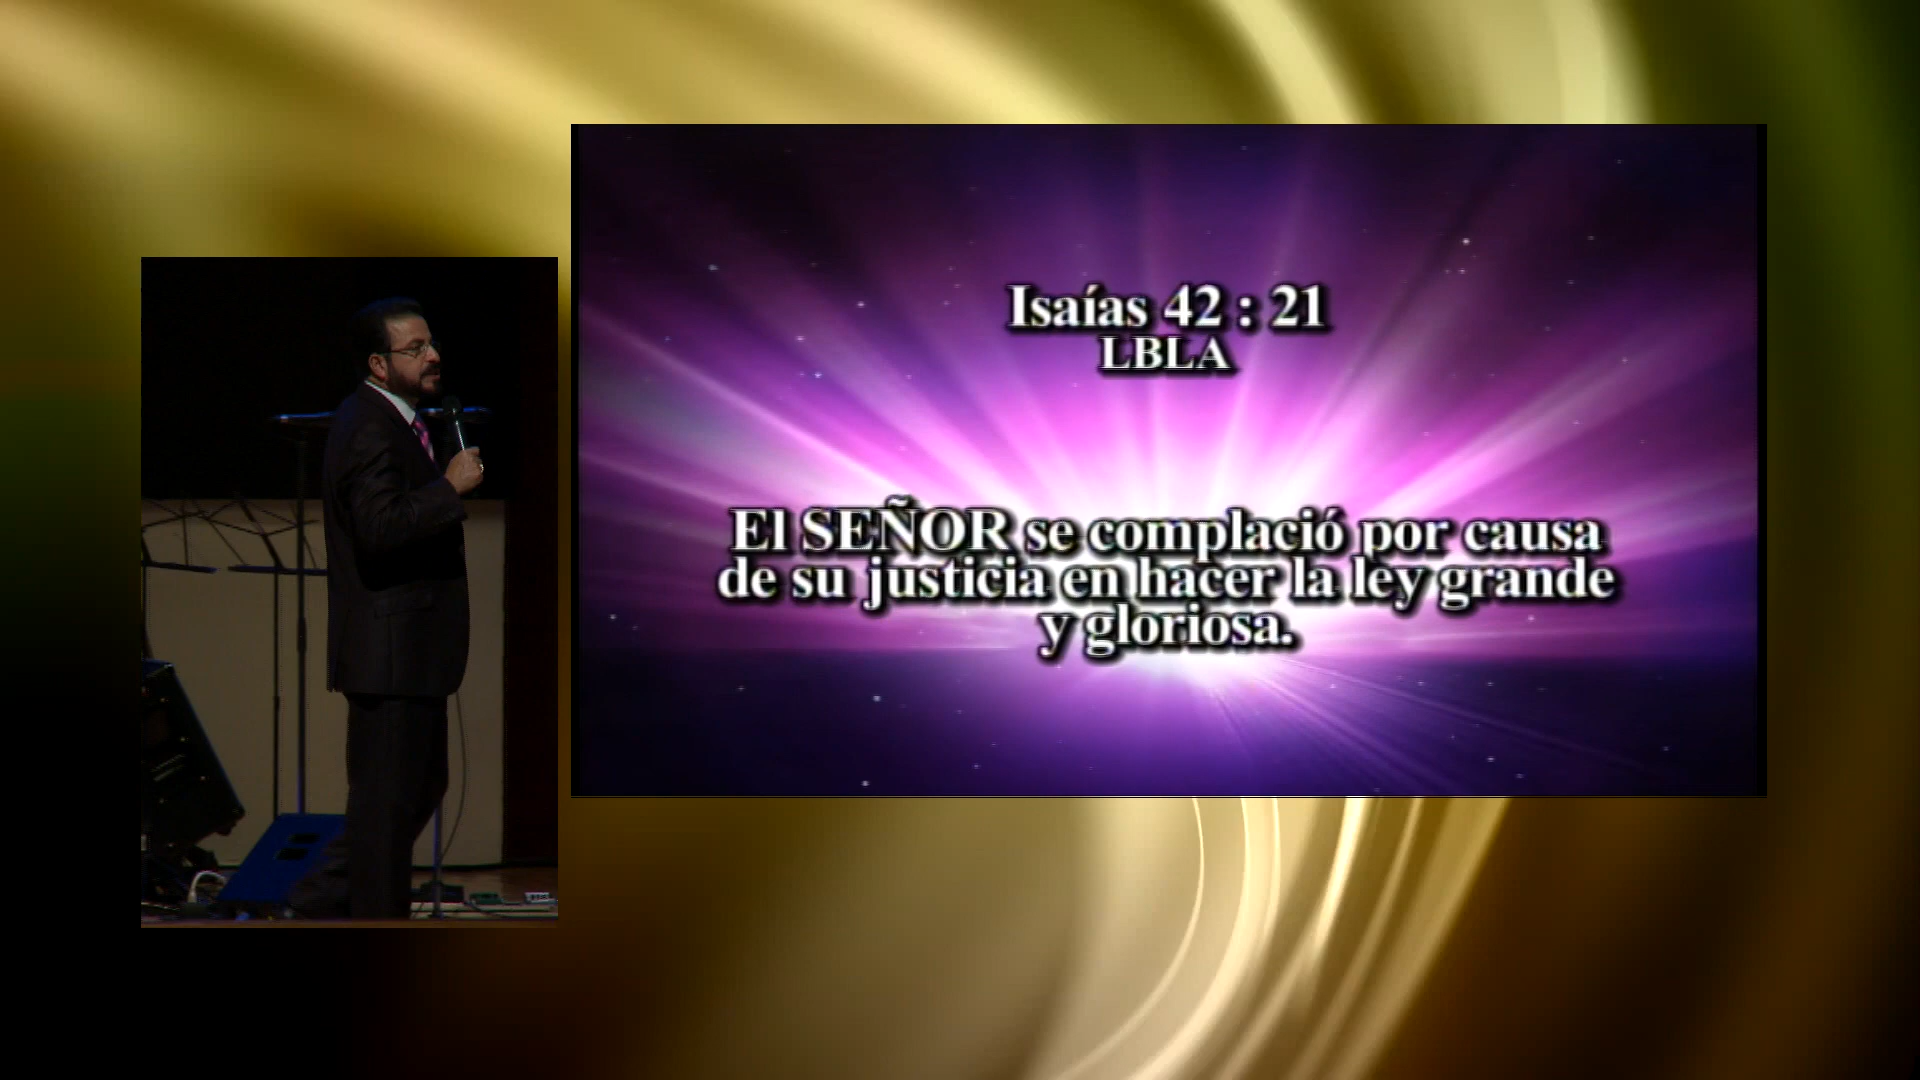 Isaías 42 : 21
LBLA
El SEÑOR se complació por causa
de su justicia en hacer la ley grande
y gloriosa.